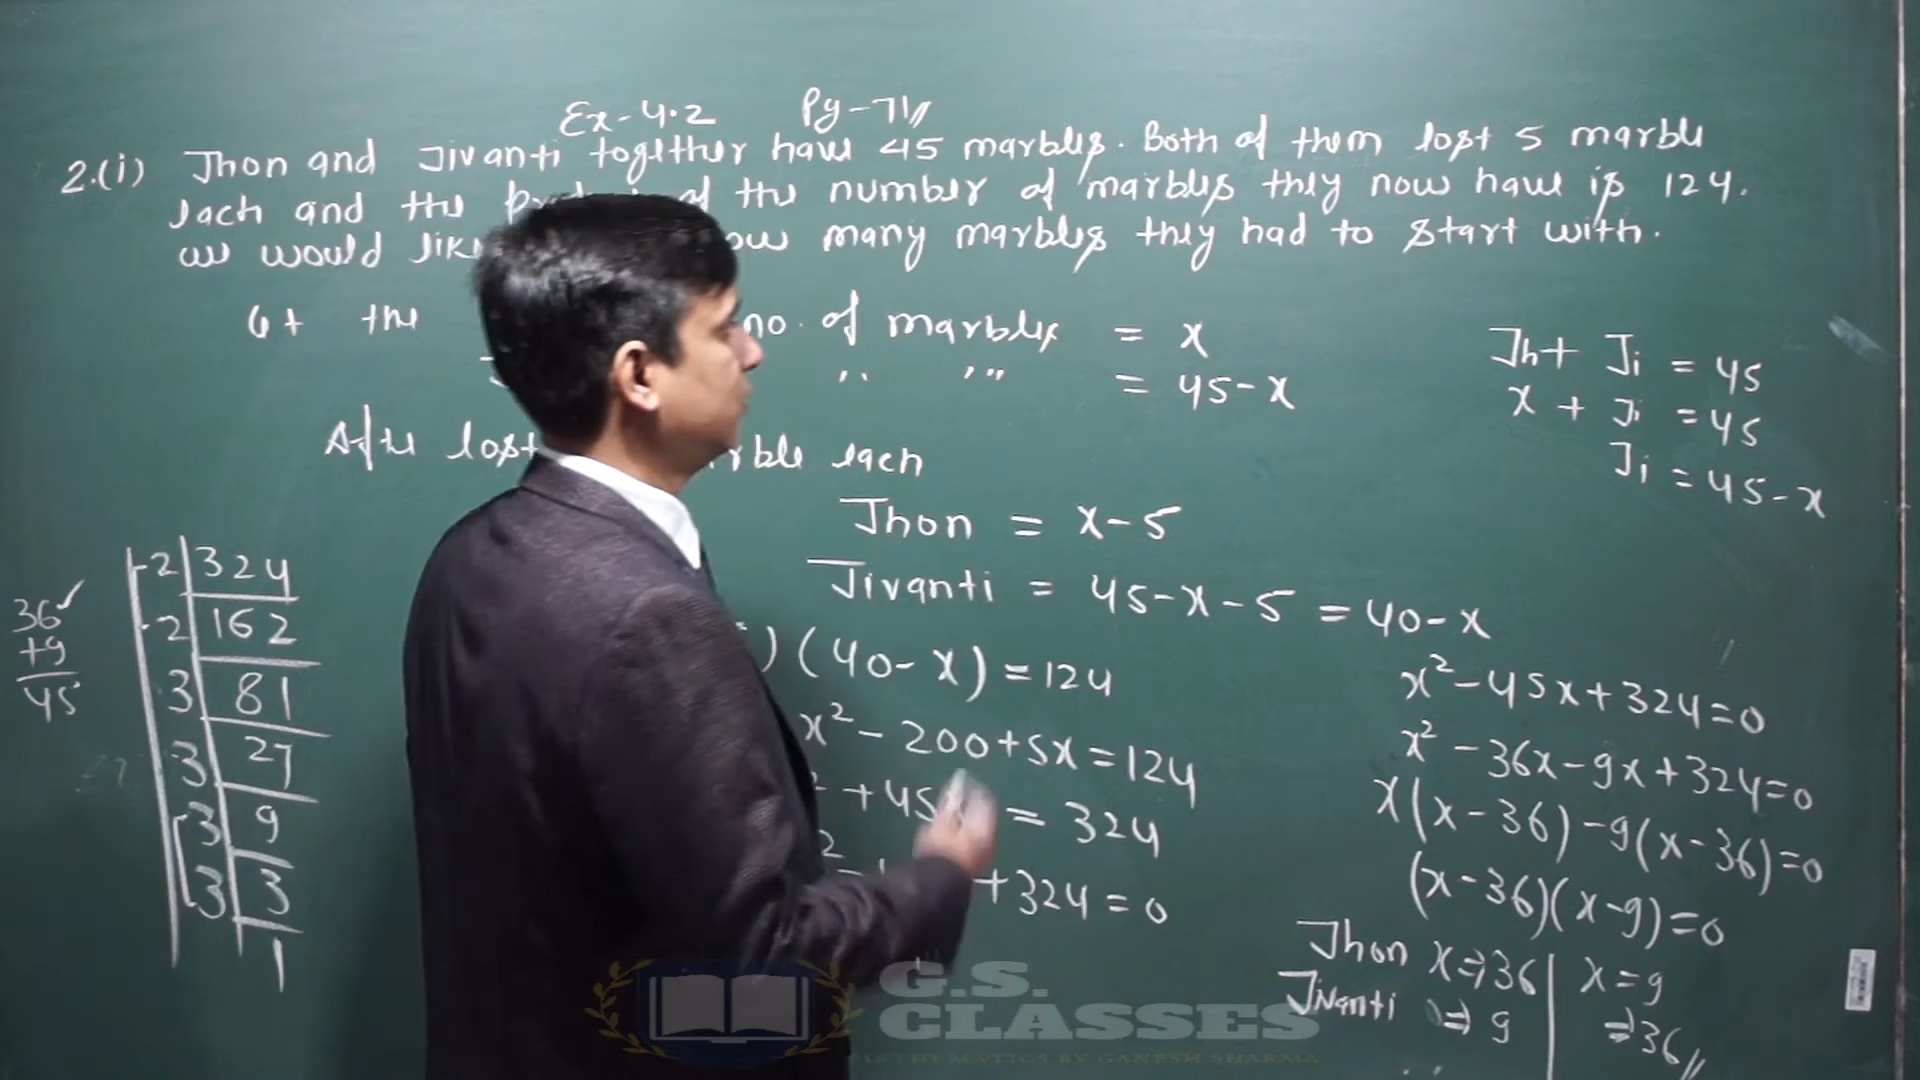 Ex-4.2 Pg-71//
2.(i) Jhon and Jivanti together have 45 marbles. Both of them lost 5 marble
each and the of the number of marbles they now have is 124.
we would many marbles they had to start with.
the no. of marbles = x
,, ,, = 45-x
Jh+ Ji = 45
x + Ji = 45
Ji = 45-x
lost each
Jhon = x-5
Jivanti = 45-x-5 = 40-x
) (40-x) = 124
x² - 200+5x = 124
+45 = 324
+324 = 0
x²-45x+324=0
x² -36x-9x+324=0
x(x-36)-9(x-36)=0
(x-36)(x-9)=0
Jhon x⇒36 x=9
Jivanti ⇒ 9 ⇒36//
36✓
+9
45
2 324
2 162
3 81
3 27
3 9
3 3
1
G.S.
CLASSES
MATHEMATICS BY GANESH SHARMA